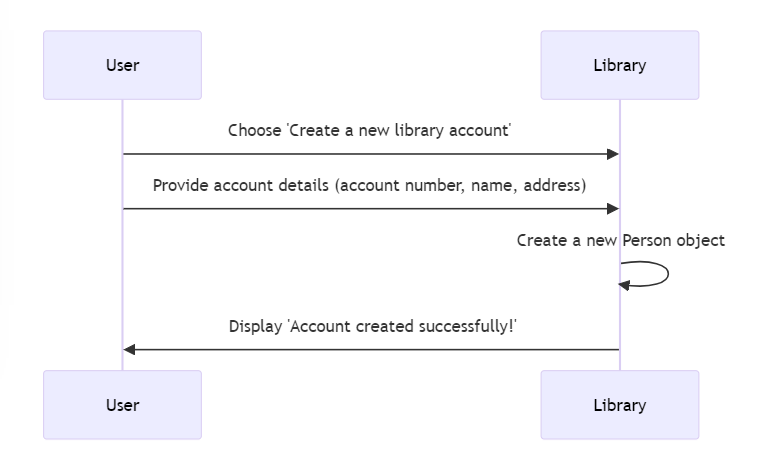 User
Library
Choose 'Create a new library account'
Provide account details (account number, name, address)
Create a new Person object
Display 'Account created successfully!'
User
Library